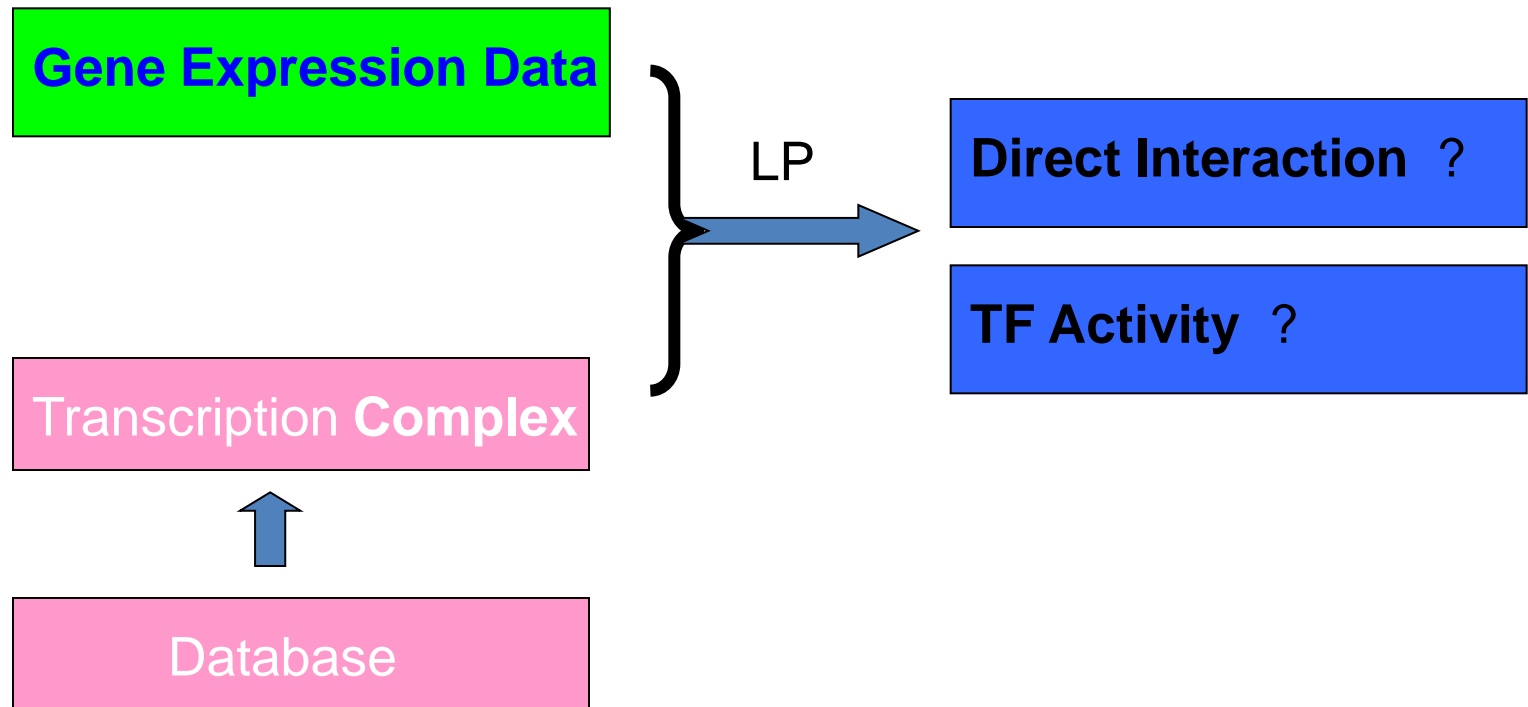 Gene Expression Data
LP
Direct Interaction ?
TF Activity ?
Transcription Complex
Database